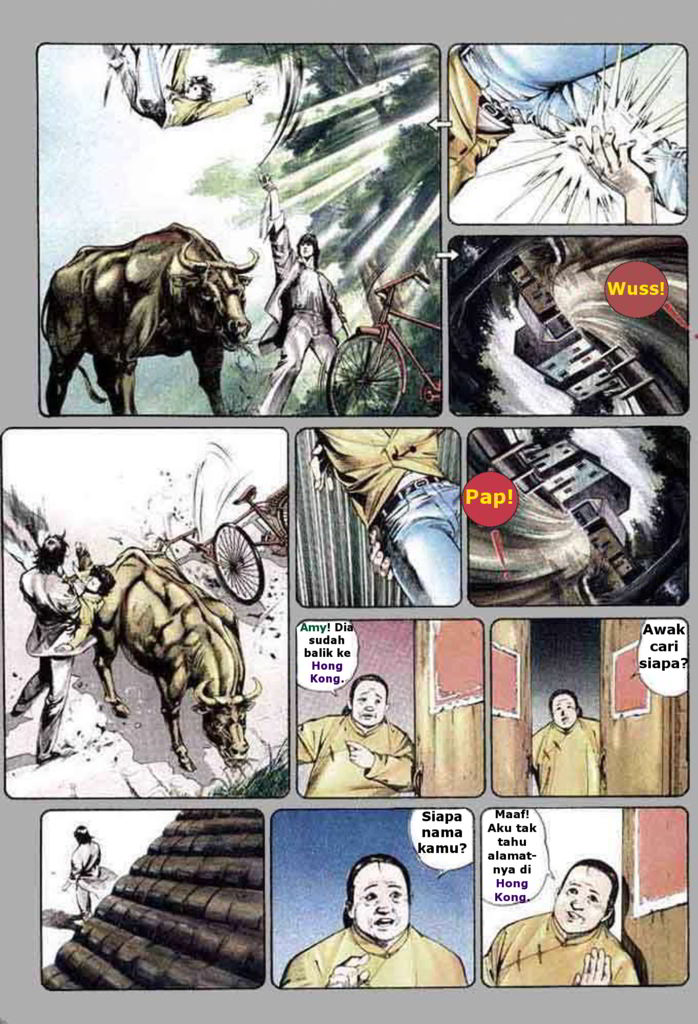 Wuss!
Pap!
Awak
cari
siapa?
Amy! Dia
sudah
balik ke
Hong
Kong.
Maaf!
Aku tak
tahu
alamat-
nya di
Hong
Kong.
Siapa
nama
kamu?